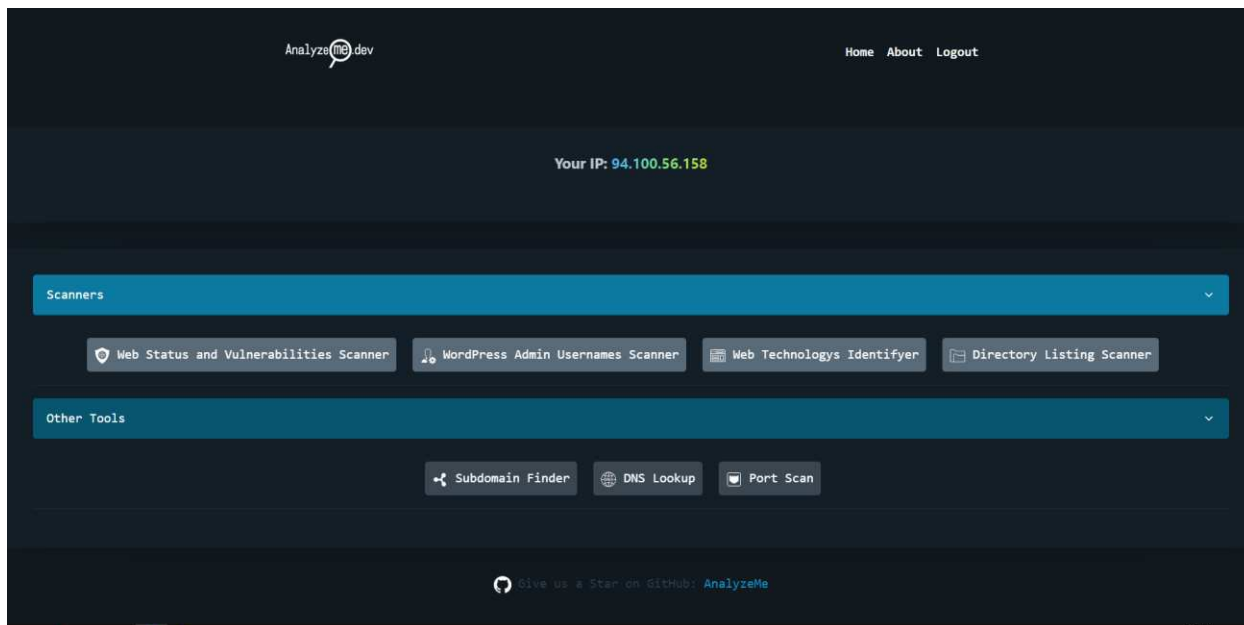 Analyze me .dev
Home About Logout
Your IP: 94.100.56.158
Scanners
Web Status and Vulnerabilities Scanner WordPress Admin Usernames Scanner Web Technologys Identifyer Directory Listing Scanner
Other Tools
Subdomain Finder DNS Lookup Port Scan
Give us a Star on GitHub: AnalyzeMe